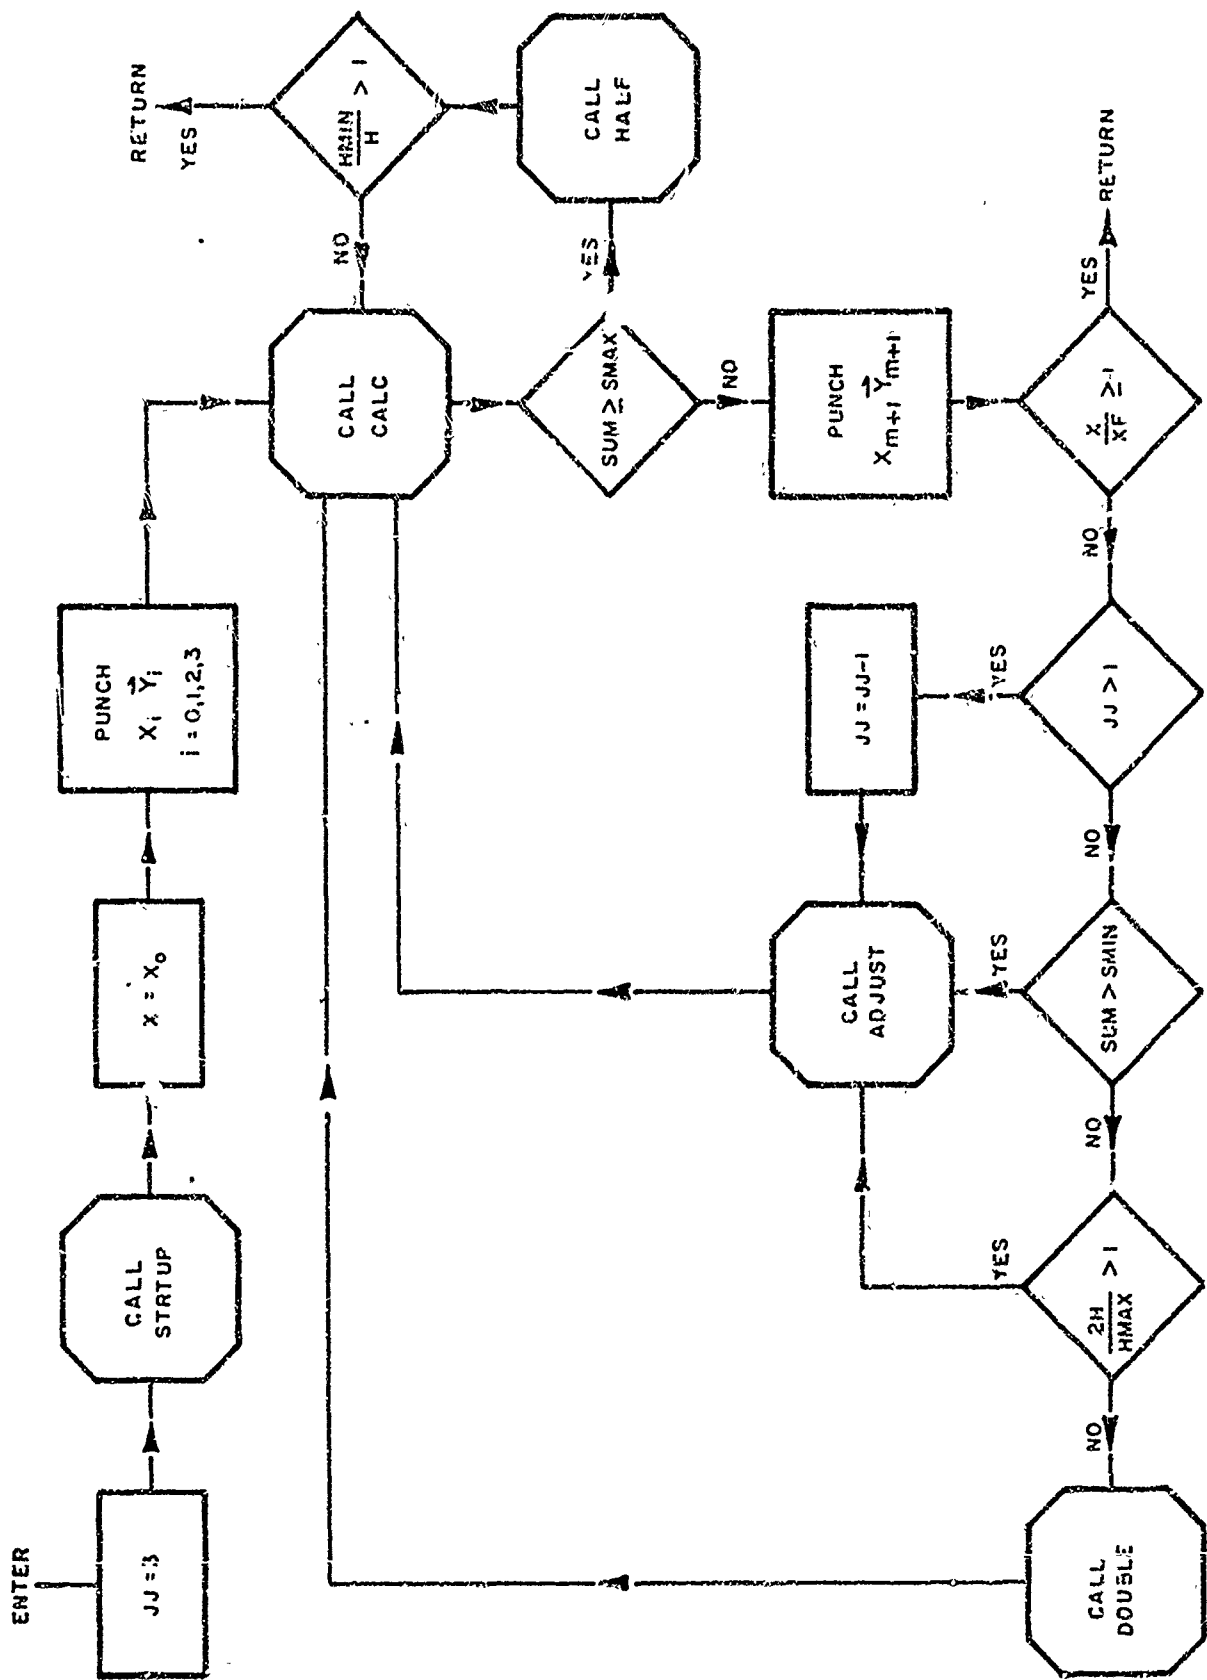 ENTER
JJ = 3
CALL
STRTUP
X = X₀
PUNCH
Xᵢ Y⃗ᵢ
i = 0,1,2,3
CALL
CALC
NO
HMIN
H
> 1
YES
RETURN
SUM ≥ SMAX
YES
CALL
HALF
NO
PUNCH
Xₘ₊₁ Y⃗ₘ₊₁
X
XF
≥ 1
YES
RETURN
NO
JJ > 1
YES
JJ = JJ-1
CALL
ADJUST
NO
SUM > SMIN
YES
NO
2H
HMAX
> 1
YES
NO
CALL
DOUBLE